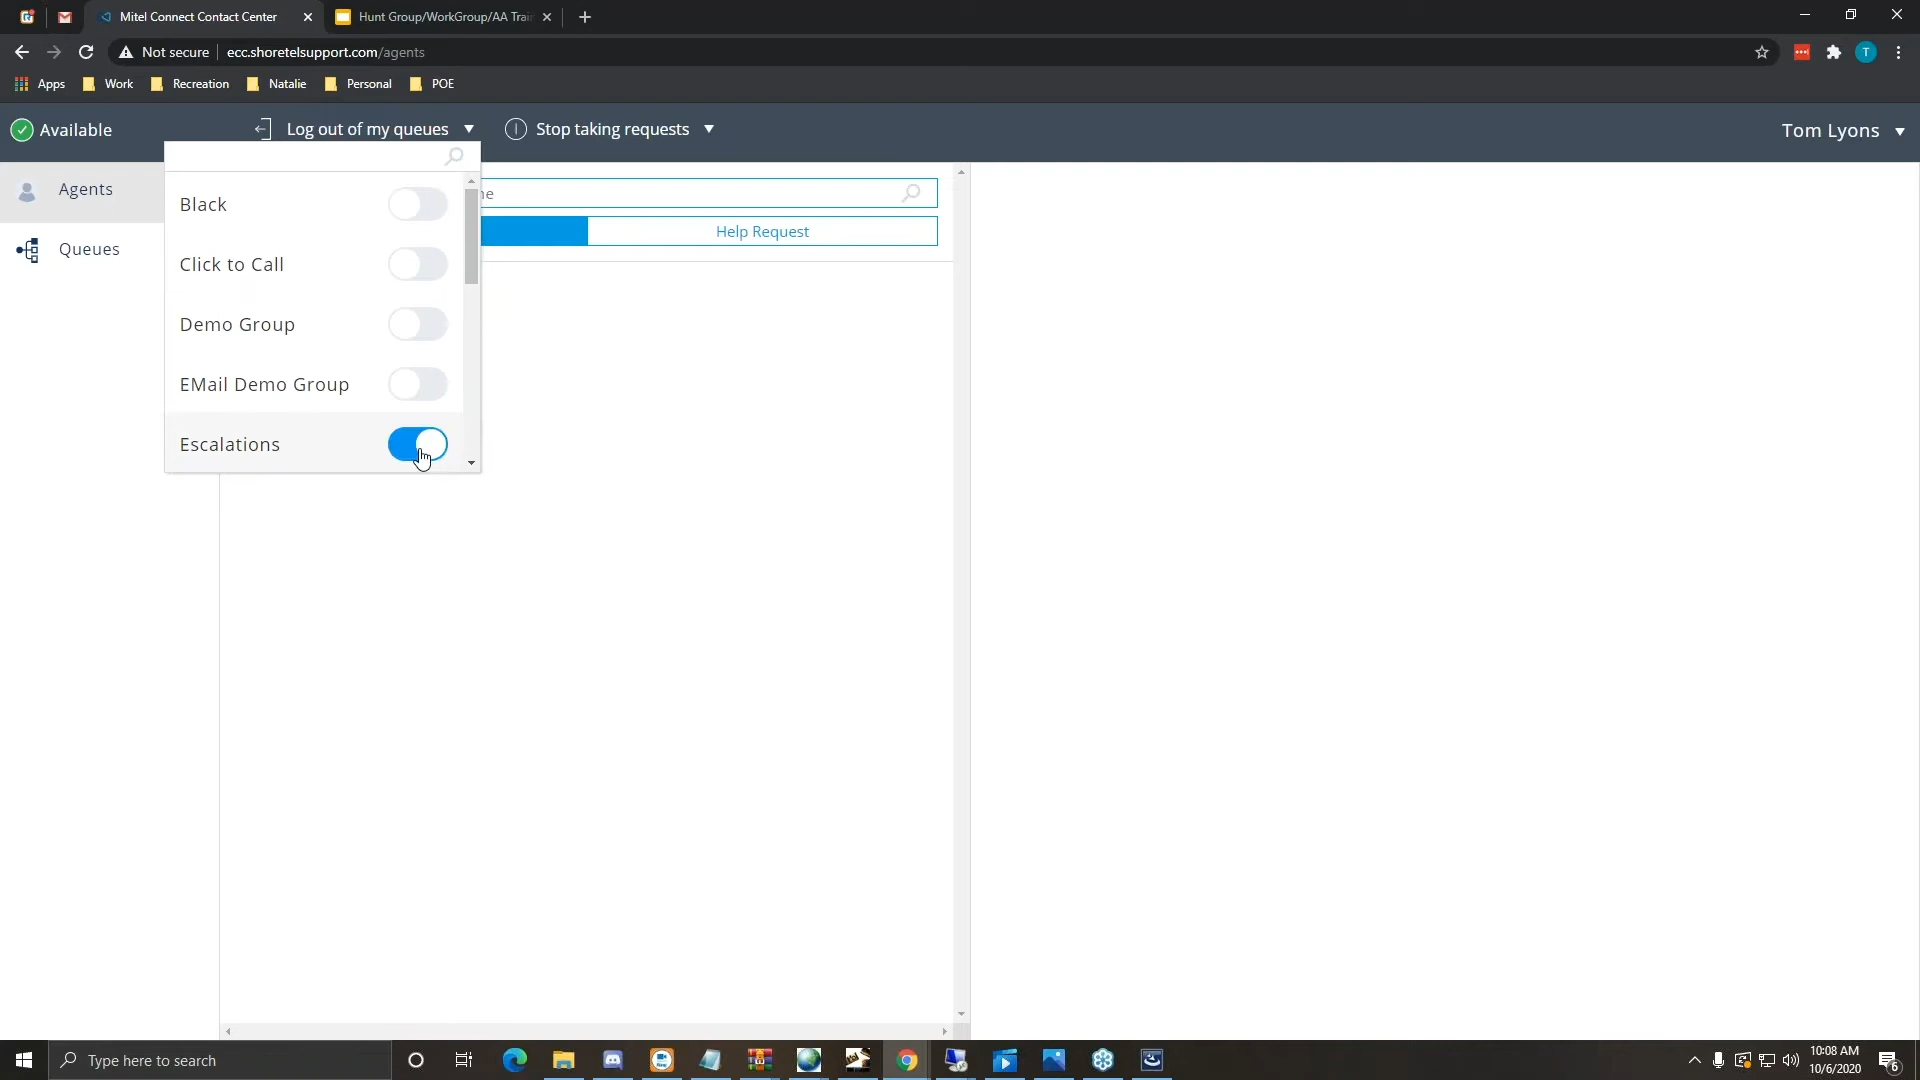 Mitel Connect Contact Center
Hunt Group/WorkGroup/AA Trai
Not secure
ecc.shoretelsupport.com/agents
T
Apps
Work
Recreation
Natalie
Personal
POE
Available
Log out of my queues
Stop taking requests
Tom Lyons
Agents
Queues
Black
Click to Call
Demo Group
EMail Demo Group
Escalations
ne
Help Request
Type here to search
10:08 AM
10/6/2020
6